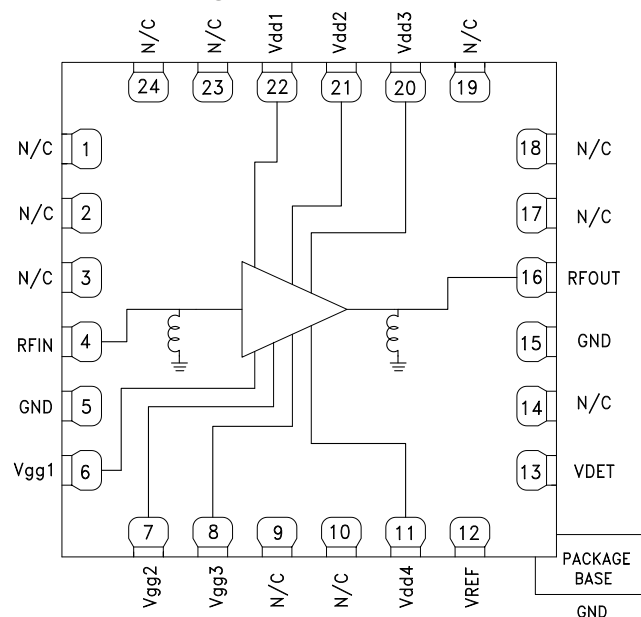 N/C
N/C
Vdd1
Vdd2
Vdd3
N/C
24
23
22
21
20
19
N/C
1
18
N/C
N/C
2
17
N/C
N/C
3
16
RFOUT
RFIN
4
15
GND
GND
5
14
N/C
Vgg1
6
13
VDET
7
8
9
10
11
12
Vgg2
Vgg3
N/C
N/C
Vdd4
VREF
PACKAGE
BASE
GND